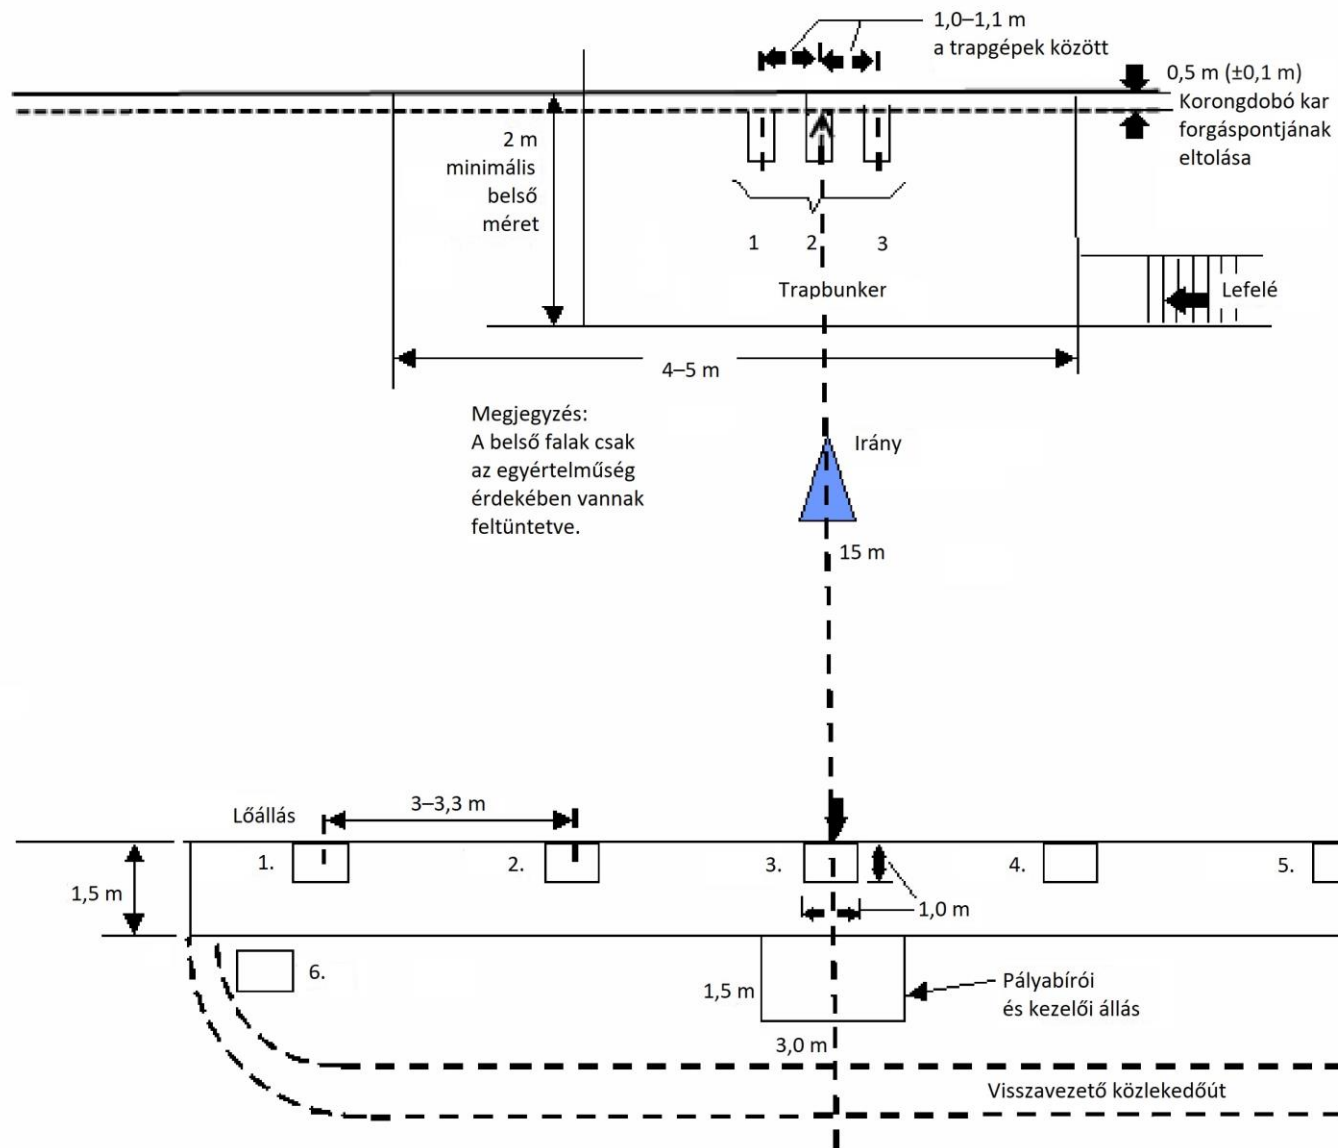 1,0–1,1 m
a trapgépek között
0,5 m (±0,1 m)
Korongdobó kar
forgáspontjának
eltolása
2 m
minimális
belső
méret
1
2
3
Trapbunker
Lefelé
4–5 m
Megjegyzés:
A belső falak csak
az egyértelműség
érdekében vannak
feltüntetve.
Irány
15 m
Lőállás
3–3,3 m
1.
2.
3.
4.
5.
1,5 m
1,0 m
6.
1,5 m
Pályabírói
és kezelői állás
3,0 m
Visszavezető közlekedőút